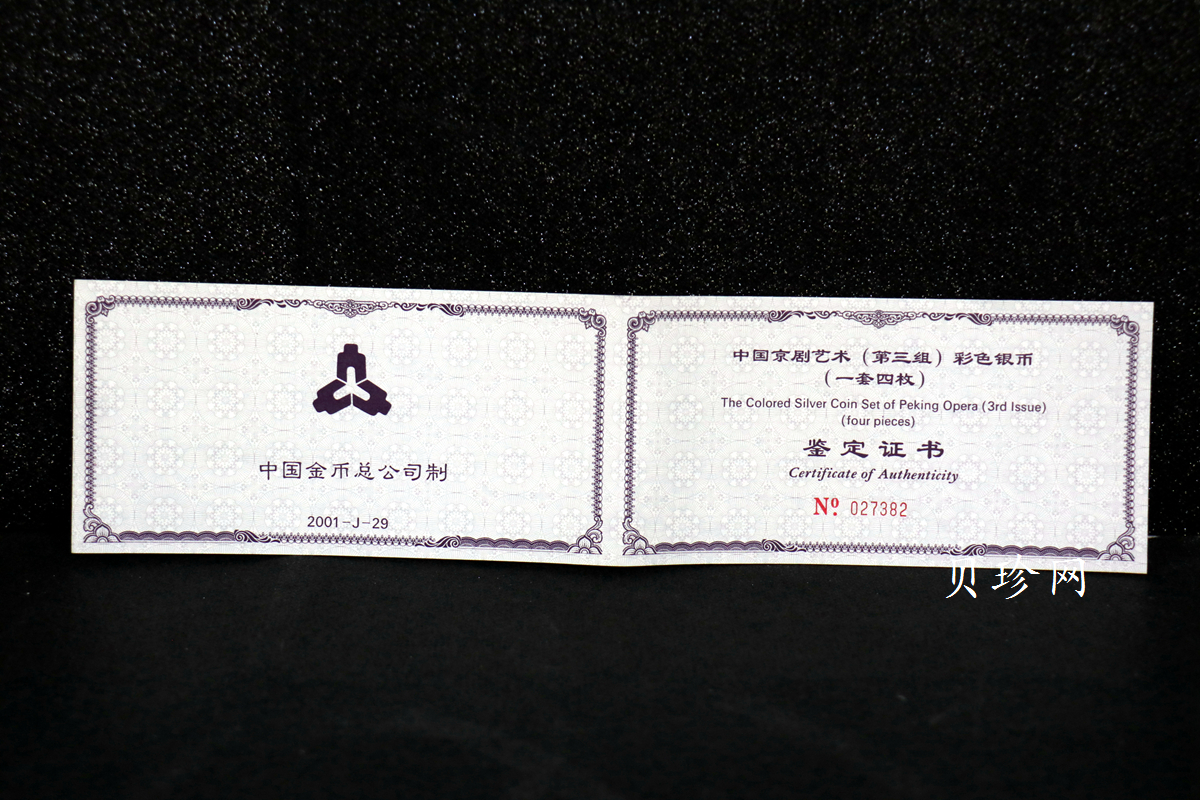 中国金币总公司制
2001-J-29
中国京剧艺术（第三组）彩色银币
（一套四枚）
The Colored Silver Coin Set of Peking Opera (3rd Issue)
(four pieces)
鉴定证书
Certificate of Authenticity
Nº 027382
贝珍网